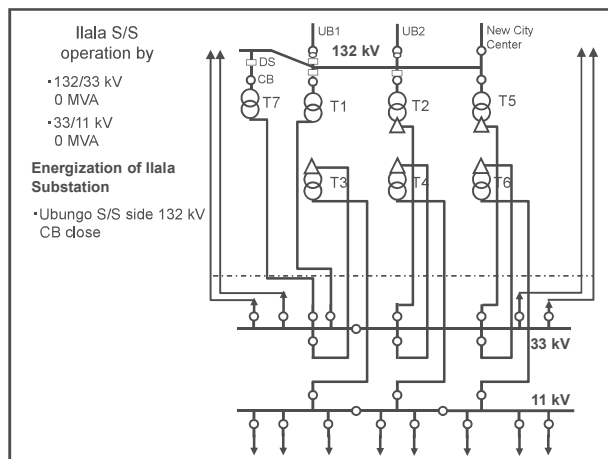 Ilala S/S
operation by
·132/33 kV
0 MVA
·33/11 kV
0 MVA
Energization of Ilala
Substation
·Ubungo S/S side 132 kV
CB close
UB1
UB2
New City
Center
132 kV
DS
CB
T7
T1
T2
T5
T3
T4
T6
33 kV
11 kV